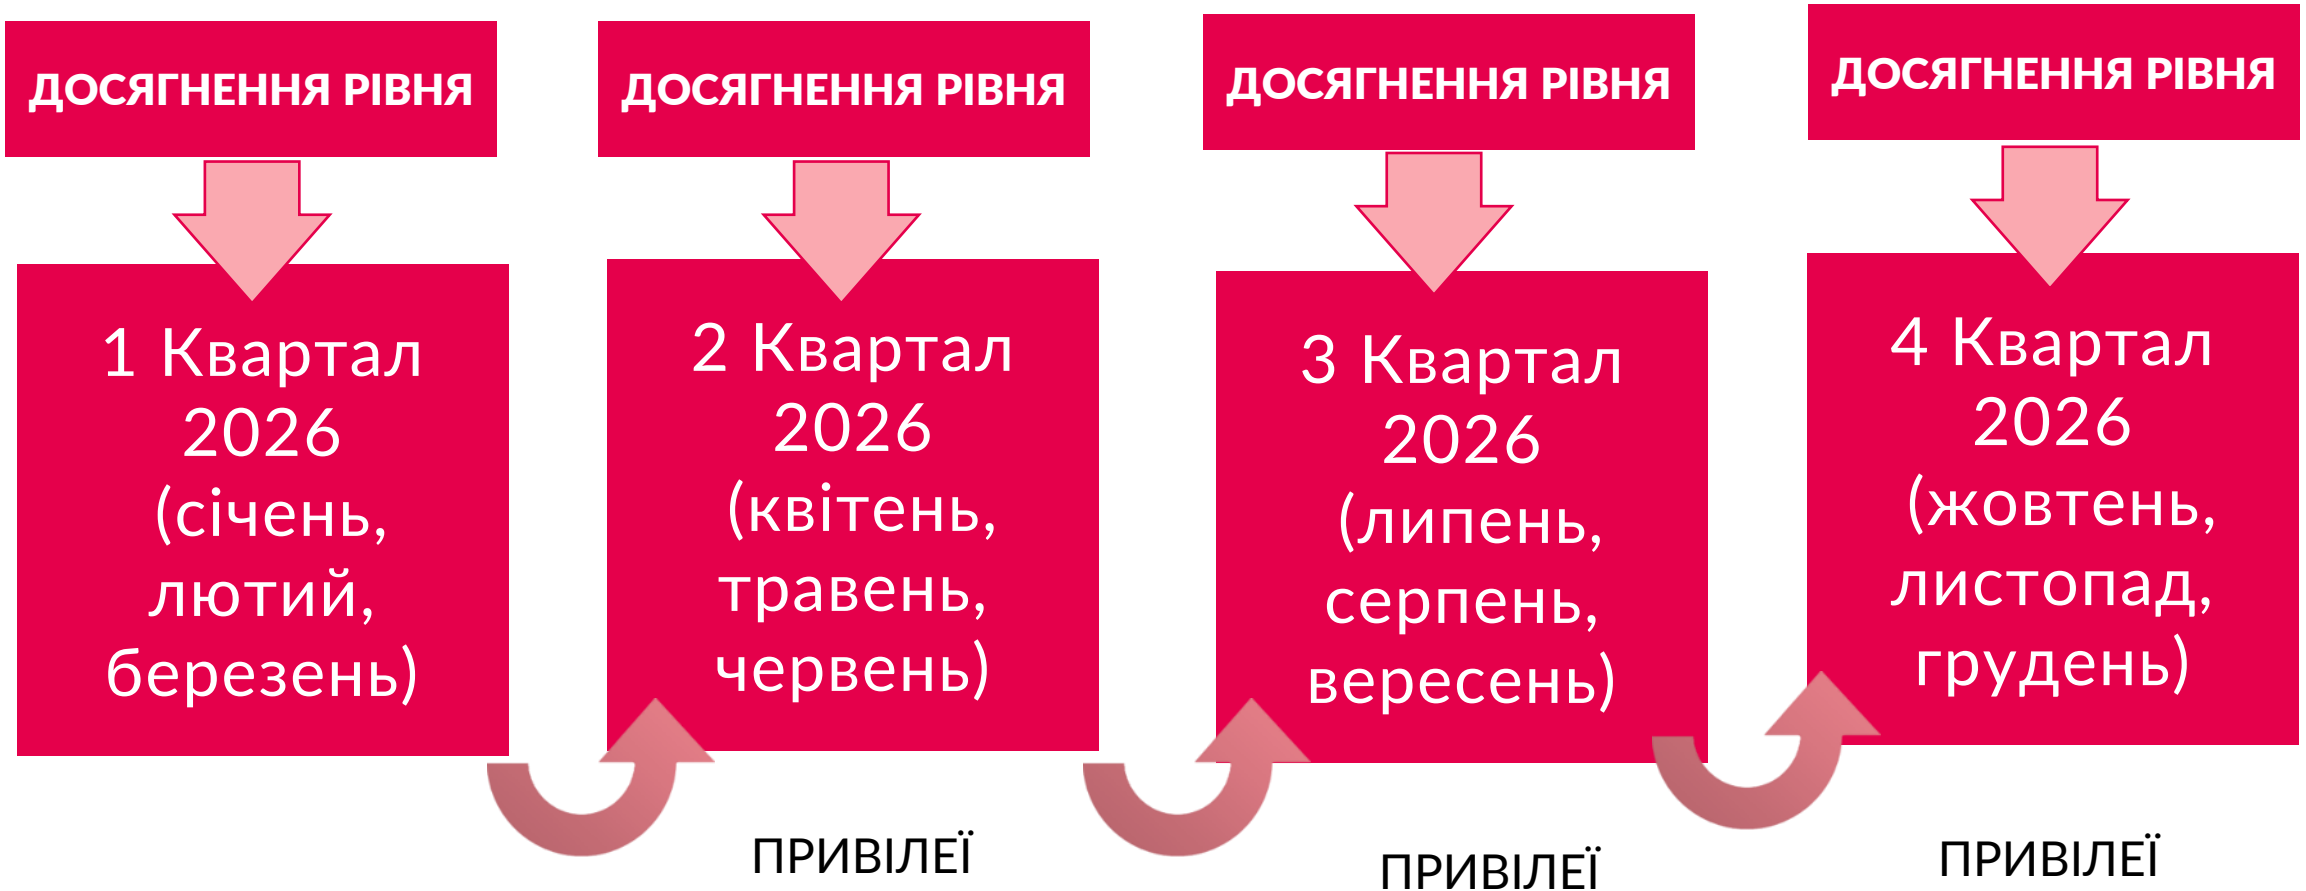 ДОСЯГНЕННЯ РІВНЯ
1 Квартал
2026
(січень,
лютий,
березень)
ДОСЯГНЕННЯ РІВНЯ
2 Квартал
2026
(квітень,
травень,
червень)
ПРИВІЛЕЇ
ДОСЯГНЕННЯ РІВНЯ
3 Квартал
2026
(липень,
серпень,
вересень)
ПРИВІЛЕЇ
ДОСЯГНЕННЯ РІВНЯ
4 Квартал
2026
(жовтень,
листопад,
грудень)
ПРИВІЛЕЇ